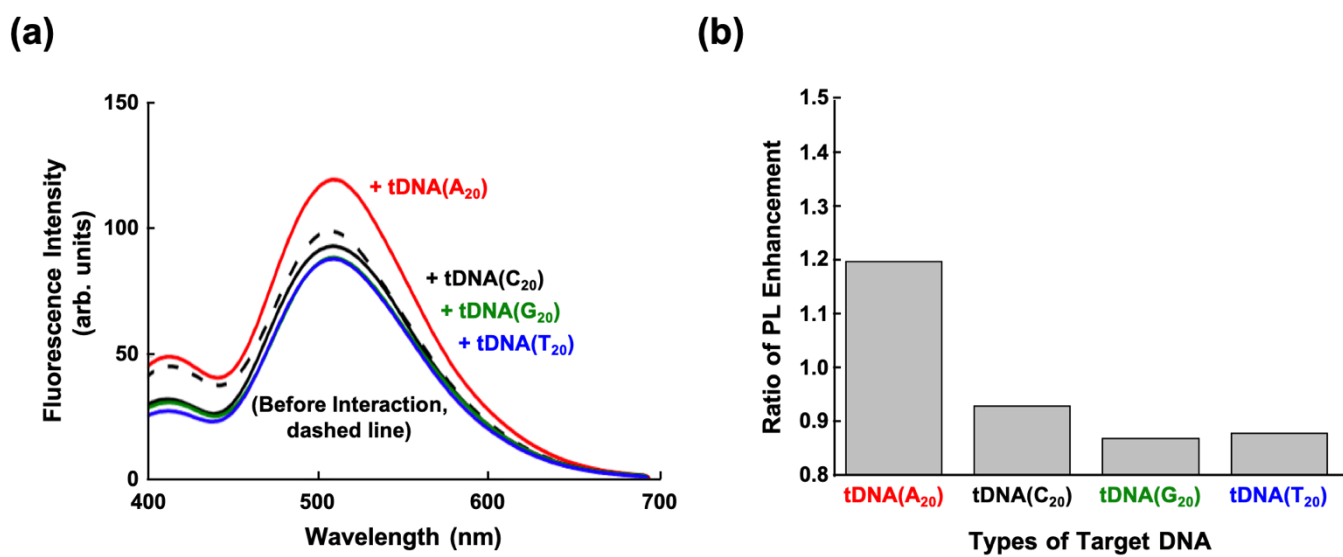 (a)
150
100
50
0
400
500
600
700
Fluorescence Intensity
(arb. units)
Wavelength (nm)
+ tDNA(A₂₀)
+ tDNA(C₂₀)
+ tDNA(G₂₀)
+ tDNA(T₂₀)
(Before Interaction,
dashed line)
(b)
1.5
1.4
1.3
1.2
1.1
1.0
0.9
0.8
Ratio of PL Enhancement
tDNA(A₂₀)
tDNA(C₂₀)
tDNA(G₂₀)
tDNA(T₂₀)
Types of Target DNA